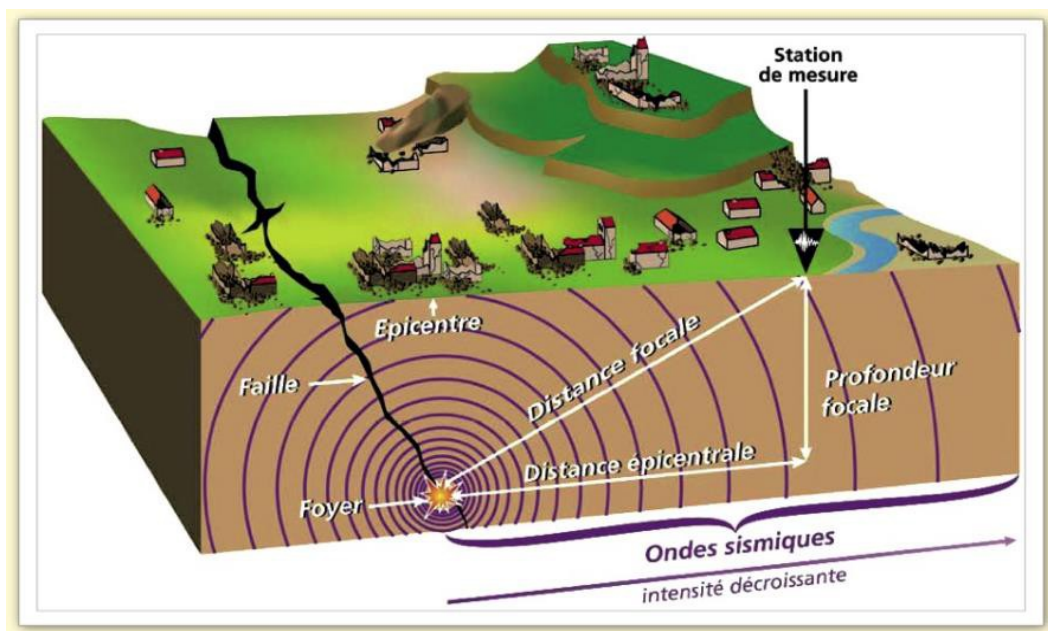 Station
de mesure
Epicentre
Distance focale
Faille
Profondeur
focale
Distance épicentrale
Foyer
Ondes sismiques
intensité décroissante